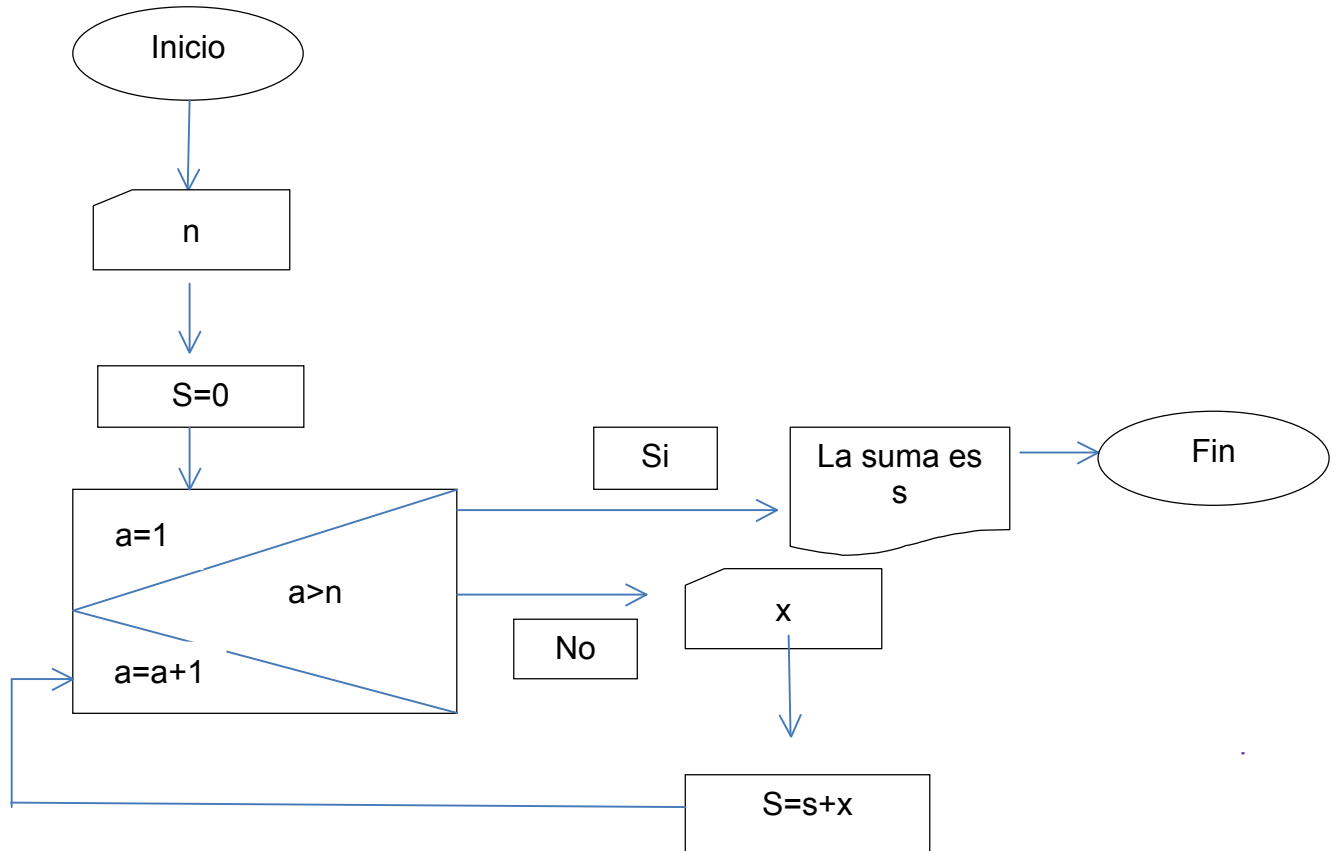 Inicio
n
S=0
Si
La suma es
s
Fin
a=1
a>n
a=a+1
No
x
S=s+x